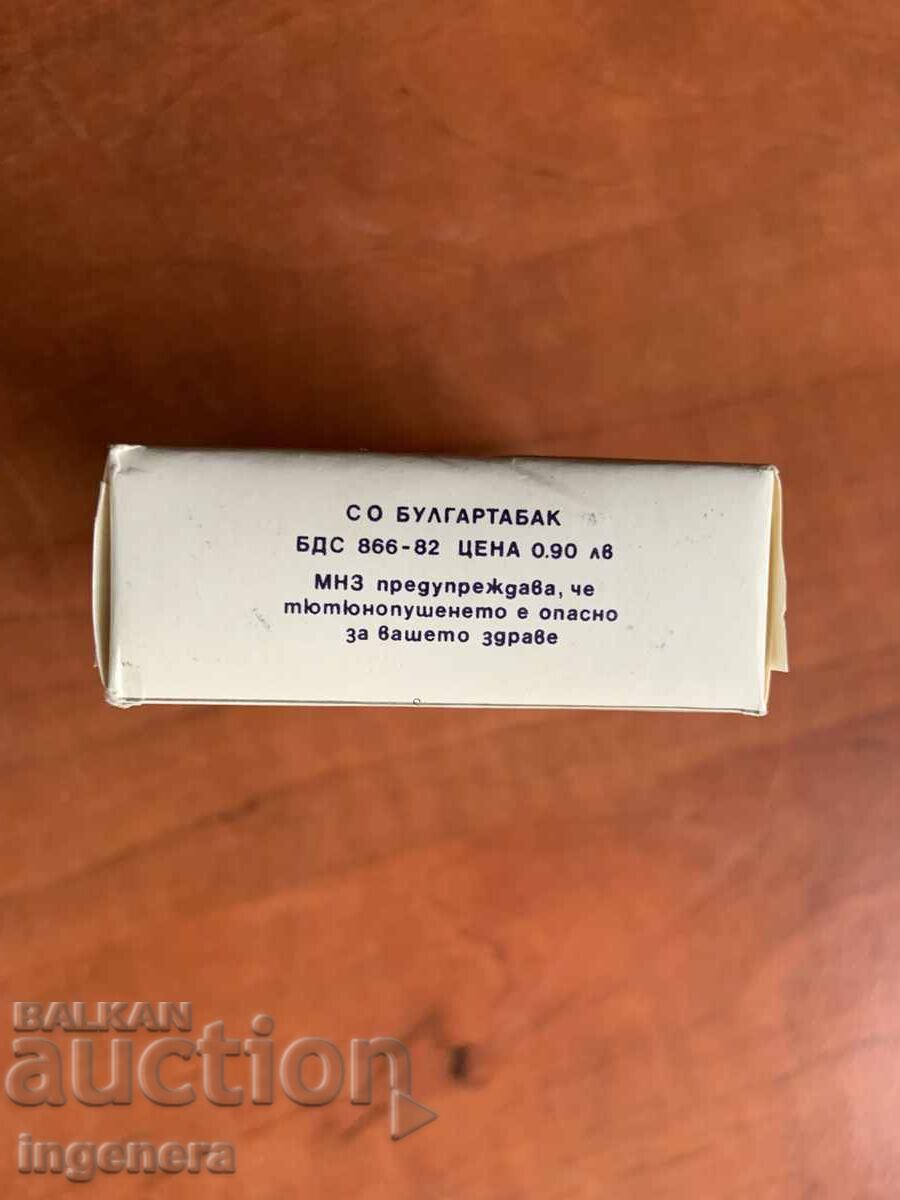 СО БУЛГАРТАБАК
БДС 866-82 ЦЕНА 0.90 лв
МНЗ предупреждава, че
тютюнопушенето е опасно
за вашето здраве
BALKAN
auction
ingenera